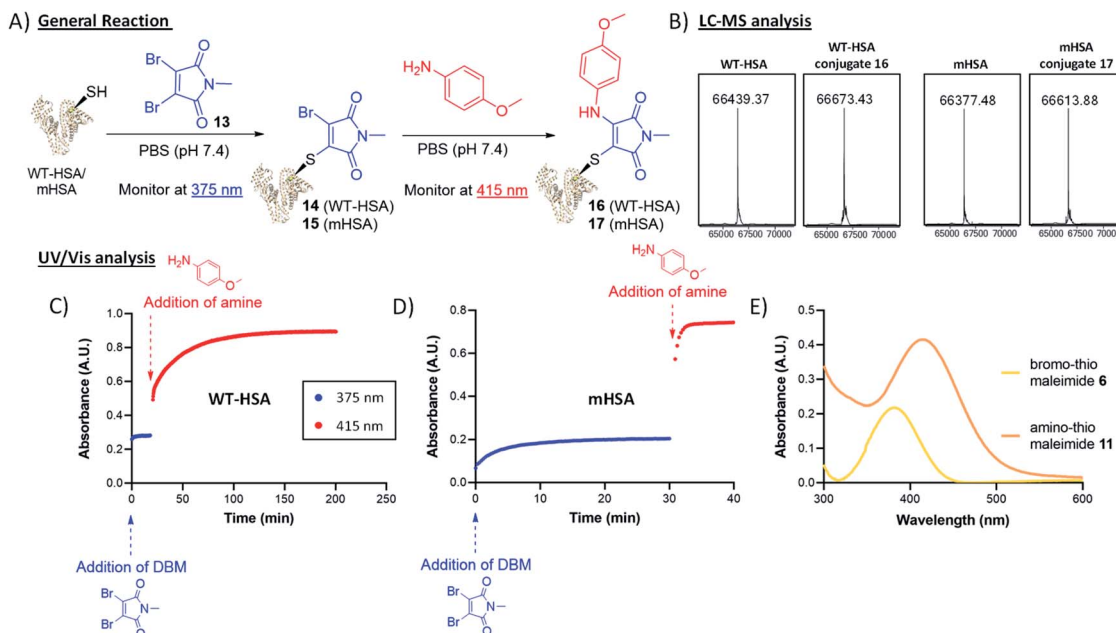 A) General Reaction
SH
WT-HSA/
mHSA
Br
Br
O
O
N
13
PBS (pH 7.4)
Monitor at 375 nm
Br
O
O
N
S
14 (WT-HSA)
15 (mHSA)
H2N
O
PBS (pH 7.4)
Monitor at 415 nm
O
HN
O
O
N
S
16 (WT-HSA)
17 (mHSA)
B) LC-MS analysis
WT-HSA
66439.37
65000 67500 70000
WT-HSA
conjugate 16
66673.43
65000 67500 70000
mHSA
66377.48
65000 67500 70000
mHSA
conjugate 17
66613.88
65000 67500 70000
UV/Vis analysis
C)
H2N
O
Addition of amine
Absorbance (A.U.)
1.0
0.8
0.6
0.4
0.2
0.0
WT-HSA
375 nm
415 nm
0 50 100 150 200 250
Time (min)
Addition of DBM
Br
Br
O
O
N
D)
H2N
O
Addition of amine
Absorbance (A.U.)
0.8
0.6
0.4
0.2
0.0
mHSA
0 10 20 30 40
Time (min)
Addition of DBM
Br
Br
O
O
N
E)
Absorbance (A.U.)
0.5
0.4
0.3
0.2
0.1
0.0
300 400 500 600
Wavelength (nm)
bromo-thio
maleimide 6
amino-thio
maleimide 11